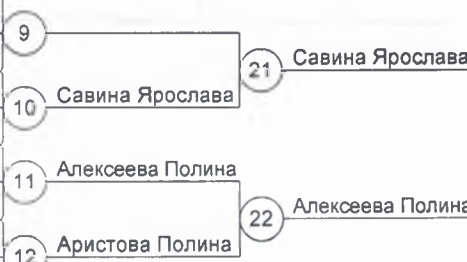 9
21 Савина Ярослава
10 Савина Ярослава
11 Алексеева Полина
22 Алексеева Полина
12 Аристова Полина